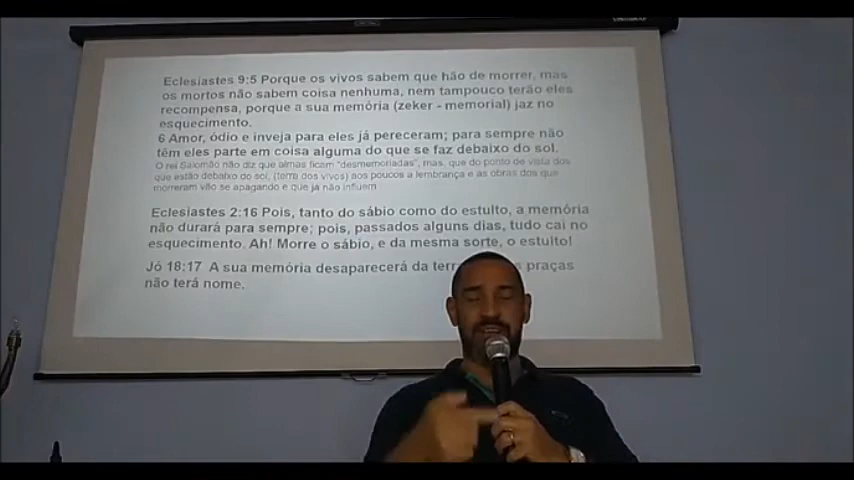 Eclesiastes 9:5 Porque os vivos sabem que hão de morrer, mas
os mortos não sabem coisa nenhuma, nem tampouco terão eles
recompensa, porque a sua memória (zeker - memorial) jaz no
esquecimento.
6 Amor, ódio e inveja para eles já pereceram; para sempre não
têm eles parte em coisa alguma do que se faz debaixo do sol.
O rei Salomão não diz que almas ficam "desmemoriadas", mas, que do ponto de vista dos
que estão debaixo do sol, (terra dos vivos) aos poucos a lembrança e as obras dos que
morreram vão se apagando e que já não influem
Eclesiastes 2:16 Pois, tanto do sábio como do estulto, a memória
não durará para sempre; pois, passados alguns dias, tudo cai no
esquecimento. Ah! Morre o sábio, e da mesma sorte, o estulto!
Jó 18:17 A sua memória desaparecerá da praças
não terá nome.